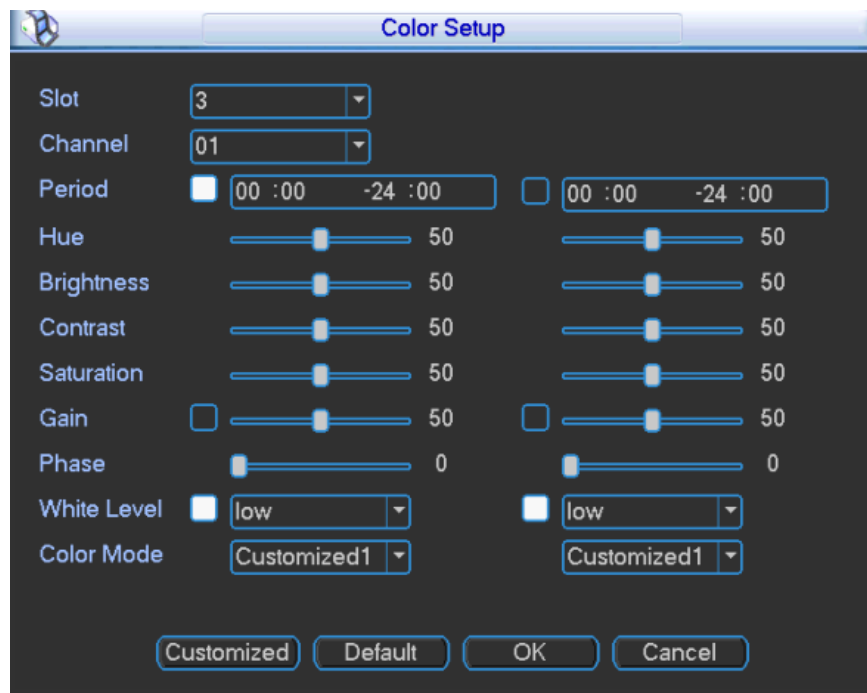 Color Setup
Slot 3
Channel 01
Period 00 :00 -24 :00 00 :00 -24 :00
Hue 50 50
Brightness 50 50
Contrast 50 50
Saturation 50 50
Gain 50 50
Phase 0 0
White Level low low
Color Mode Customized1 Customized1
Customized Default OK Cancel